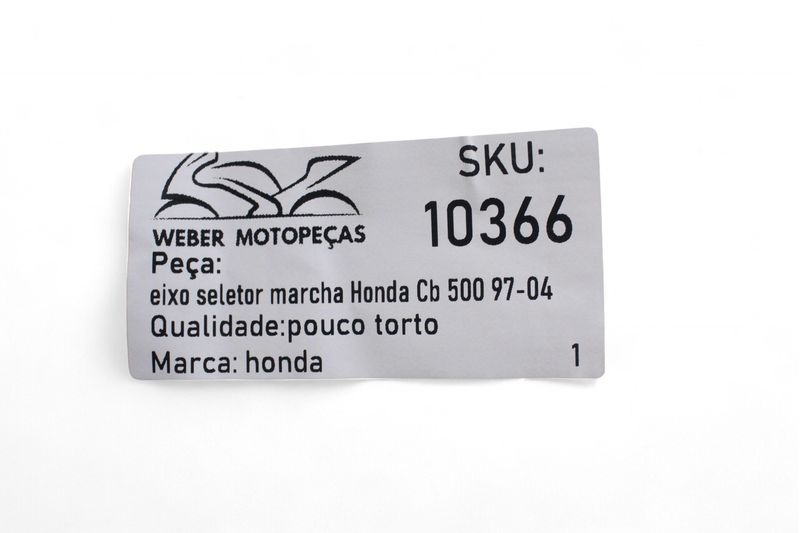 WEBER MOTOPEÇAS
SKU:
10366
Peça:
eixo seletor marcha Honda Cb 500 97-04
Qualidade:pouco torto
Marca: honda
1